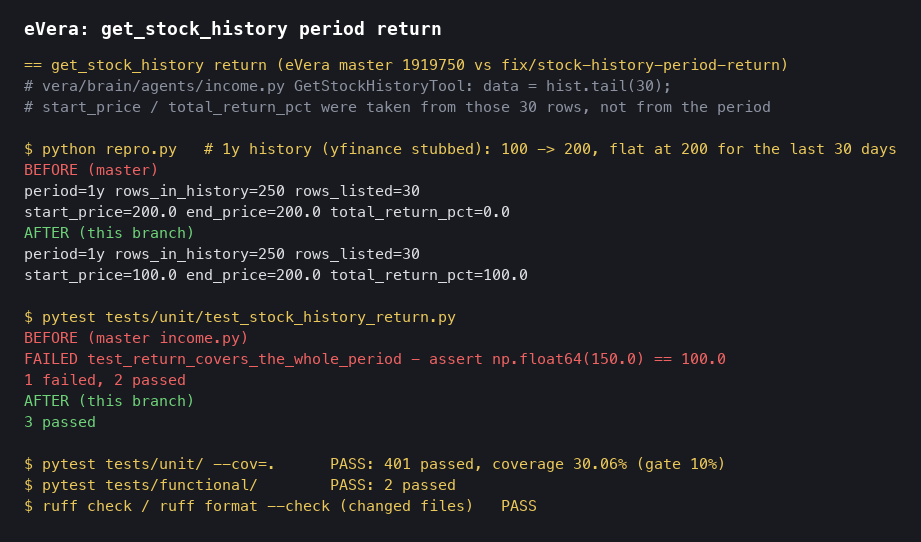 eVera: get_stock_history period return
== get_stock_history return (eVera master 1919750 vs fix/stock-history-period-return)
# vera/brain/agents/income.py GetStockHistoryTool: data = hist.tail(30);
# start_price / total_return_pct were taken from those 30 rows, not from the period
$ python repro.py   # 1y history (yfinance stubbed): 100 -> 200, flat at 200 for the last 30 days
BEFORE (master)
period=1y rows_in_history=250 rows_listed=30
start_price=200.0 end_price=200.0 total_return_pct=0.0
AFTER (this branch)
period=1y rows_in_history=250 rows_listed=30
start_price=100.0 end_price=200.0 total_return_pct=100.0
$ pytest tests/unit/test_stock_history_return.py
BEFORE (master income.py)
FAILED test_return_covers_the_whole_period - assert np.float64(150.0) == 100.0
1 failed, 2 passed
AFTER (this branch)
3 passed
$ pytest tests/unit/ --cov=.      PASS: 401 passed, coverage 30.06% (gate 10%)
$ pytest tests/functional/        PASS: 2 passed
$ ruff check / ruff format --check (changed files)   PASS